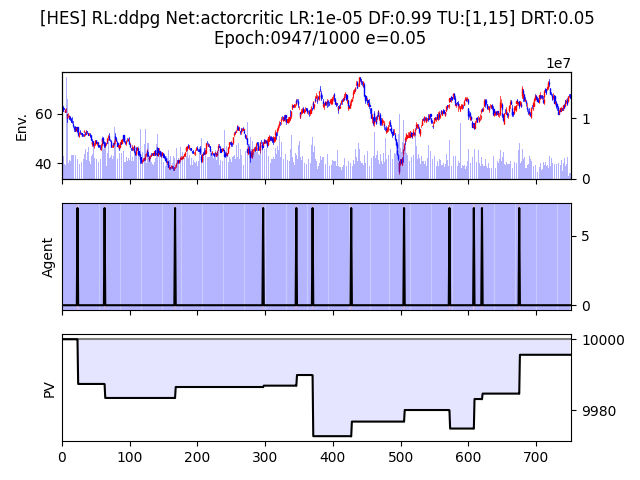 [HES] RL:ddpg Net:actorcritic LR:1e-05 DF:0.99 TU:[1,15] DRT:0.05
Epoch:0947/1000 e=0.05
1e7
Env.
60
40
1
0
Agent
5
0
PV
10000
9980
0 100 200 300 400 500 600 700